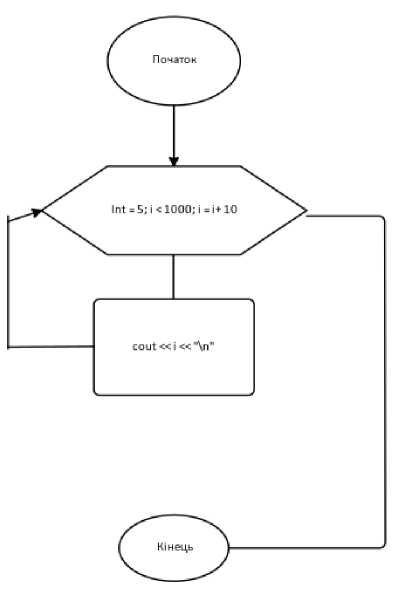 Початок
Int = 5; i < 1000; i = i+ 10
cout << i << "\n"
Кінець